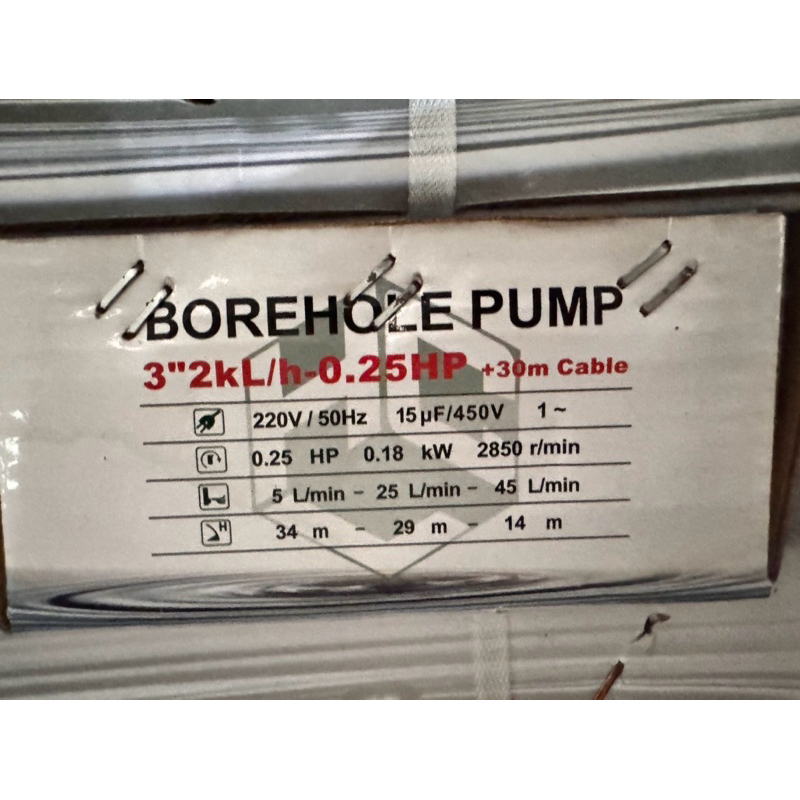 BOREHOLE PUMP
3"2kL/h-0.25HP +30m Cable
220V/50Hz 15µF/450V 1~
0.25 HP 0.18 kW 2850 r/min
5 L/min - 25 L/min - 45 L/min
H 34 m - 29 m - 14 m